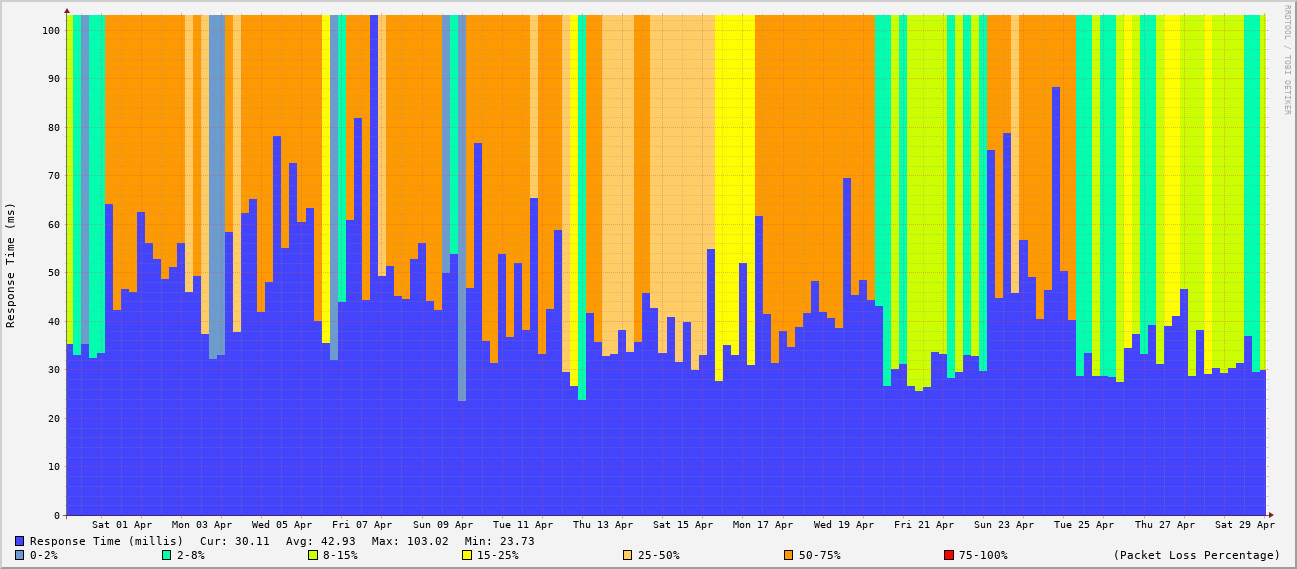 RRDTOOL / TOBI OETIKER
Response Time (ms)
100
90
80
70
60
50
40
30
20
10
0
Sat 01 Apr Mon 03 Apr Wed 05 Apr Fri 07 Apr Sun 09 Apr Tue 11 Apr Thu 13 Apr Sat 15 Apr Mon 17 Apr Wed 19 Apr Fri 21 Apr Sun 23 Apr Tue 25 Apr Thu 27 Apr Sat 29 Apr
Response Time (millis) Cur: 30.11 Avg: 42.93 Max: 103.02 Min: 23.73
0-2% 2-8% 8-15% 15-25% 25-50% 50-75% 75-100% (Packet Loss Percentage)